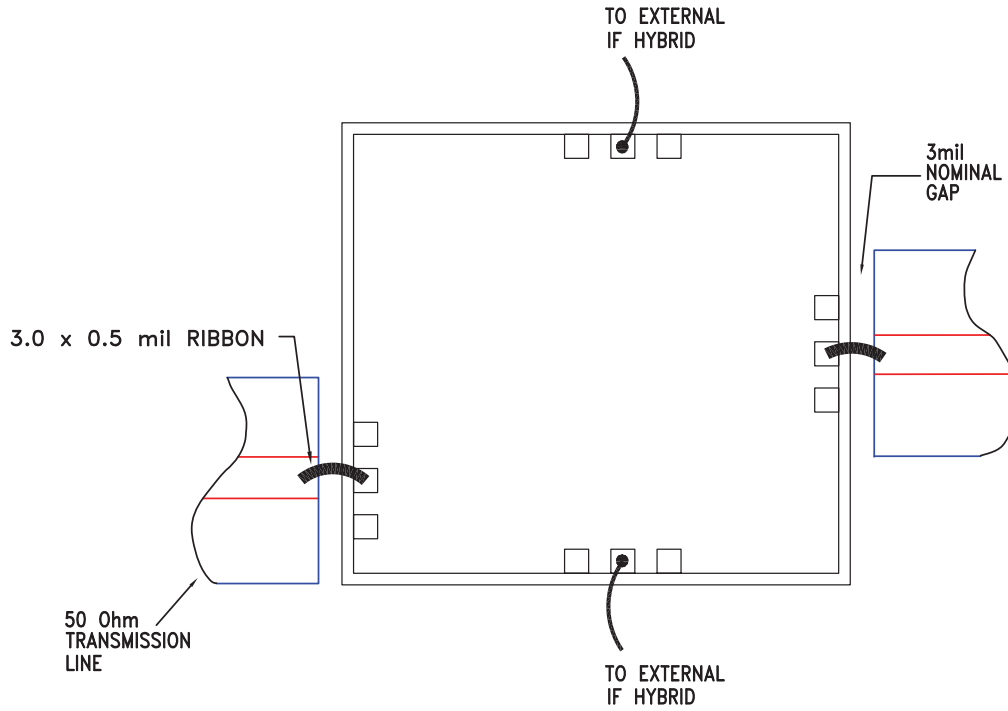 TO EXTERNAL
IF HYBRID
3mil
NOMINAL
GAP
3.0 x 0.5 mil RIBBON
50 Ohm
TRANSMISSION
LINE
TO EXTERNAL
IF HYBRID